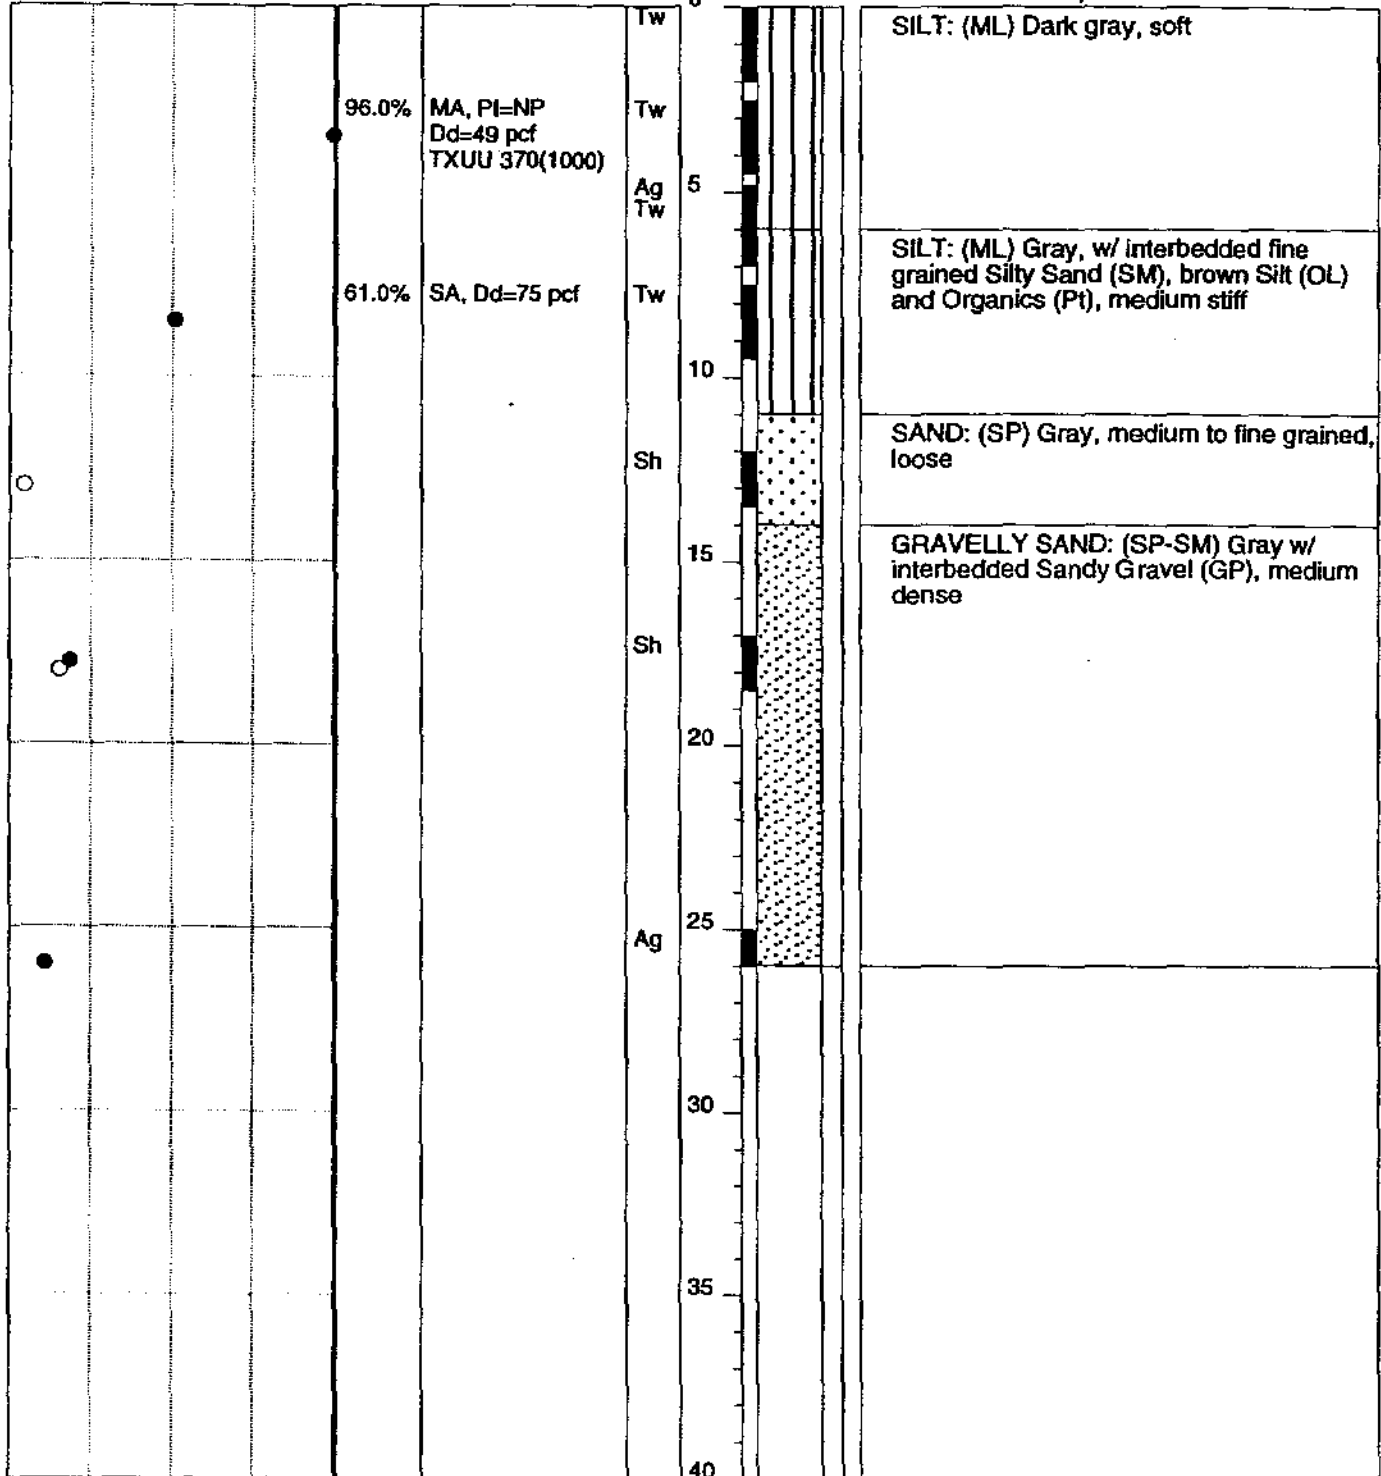 Tw
SILT: (ML) Dark gray, soft
96.0% MA, PI=NP Tw
Dd=49 pcf
TXUU 370(1000)
Ag 5
Tw
SILT: (ML) Gray, w/ interbedded fine
grained Silty Sand (SM), brown Silt (OL)
and Organics (Pt), medium stiff
61.0% SA, Dd=75 pcf Tw
10
SAND: (SP) Gray, medium to fine grained,
loose
Sh
15
GRAVELLY SAND: (SP-SM) Gray w/
interbedded Sandy Gravel (GP), medium
dense
Sh
20
25
Ag
30
35
40